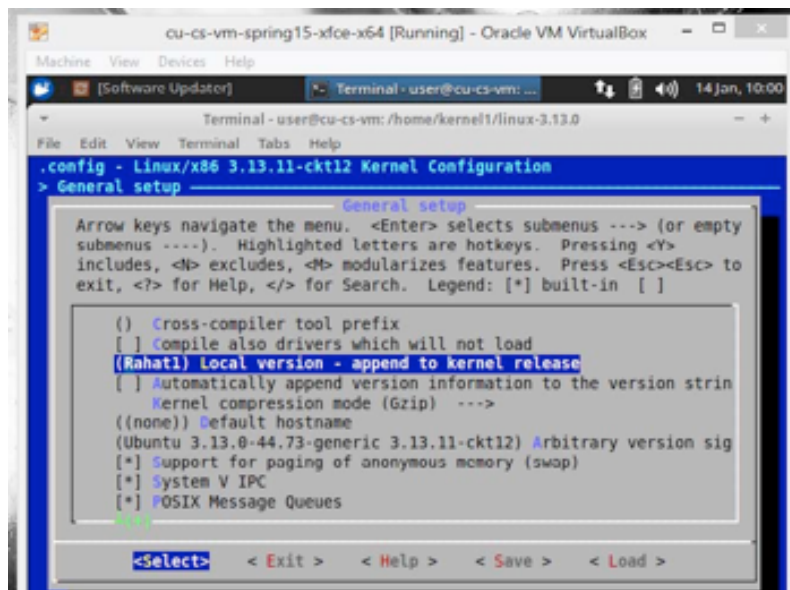 cu-cs-vm-spring15-xfce-x64 [Running] - Oracle VM VirtualBox
Machine View Devices Help
[Software Updater] Terminal - user@cu-cs-vm: ... 14 Jan, 10:00
Terminal - user@cu-cs-vm: /home/kernel1/linux-3.13.0
File Edit View Terminal Tabs Help
.config - Linux/x86 3.13.11-ckt12 Kernel Configuration
> General setup
General setup
Arrow keys navigate the menu. <Enter> selects submenus ---> (or empty
submenus ----). Highlighted letters are hotkeys. Pressing <Y>
includes, <N> excludes, <M> modularizes features. Press <Esc><Esc> to
exit, <?> for Help, </> for Search. Legend: [*] built-in [ ]
() Cross-compiler tool prefix
[ ] Compile also drivers which will not load
(Rahat1) Local version - append to kernel release
[ ] Automatically append version information to the version strin
Kernel compression mode (Gzip) --->
((none)) Default hostname
(Ubuntu 3.13.0-44.73-generic 3.13.11-ckt12) Arbitrary version sig
[*] Support for paging of anonymous memory (swap)
[*] System V IPC
[*] POSIX Message Queues
<Select> < Exit > < Help > < Save > < Load >